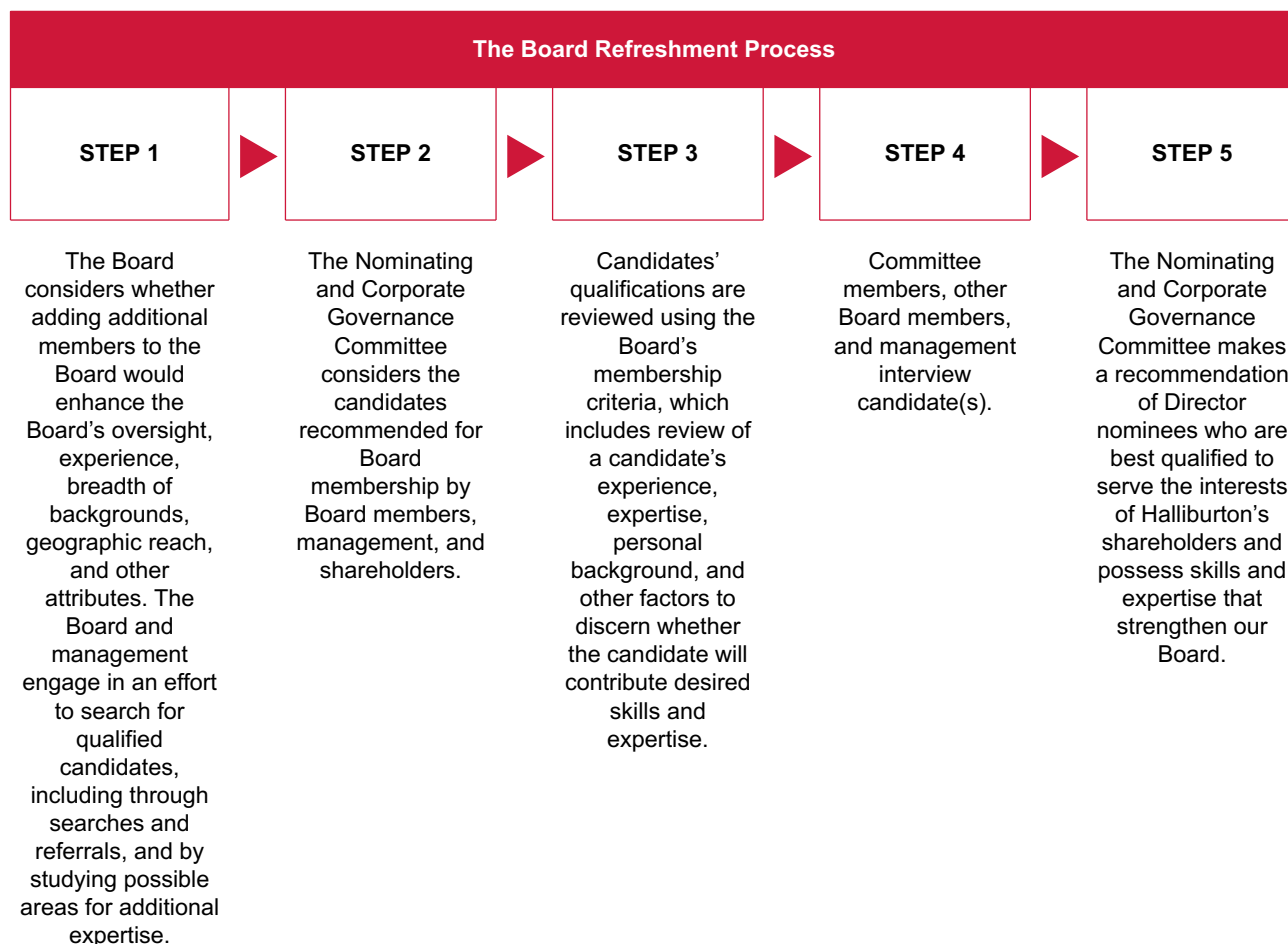 The Board Refreshment Process
STEP 1
STEP 2
STEP 3
STEP 4
STEP 5
The Board
considers whether
adding additional
members to the
Board would
enhance the
Board’s oversight,
experience,
breadth of
backgrounds,
geographic reach,
and other
attributes. The
Board and
management
engage in an effort
to search for
qualified
candidates,
including through
searches and
referrals, and by
studying possible
areas for additional
expertise.
The Nominating
and Corporate
Governance
Committee
considers the
candidates
recommended for
Board
membership by
Board members,
management, and
shareholders.
Candidates’
qualifications are
reviewed using the
Board’s
membership
criteria, which
includes review of
a candidate’s
experience,
expertise,
personal
background, and
other factors to
discern whether
the candidate will
contribute desired
skills and
expertise.
Committee
members, other
Board members,
and management
interview
candidate(s).
The Nominating
and Corporate
Governance
Committee makes
a recommendation
of Director
nominees who are
best qualified to
serve the interests
of Halliburton’s
shareholders and
possess skills and
expertise that
strengthen our
Board.